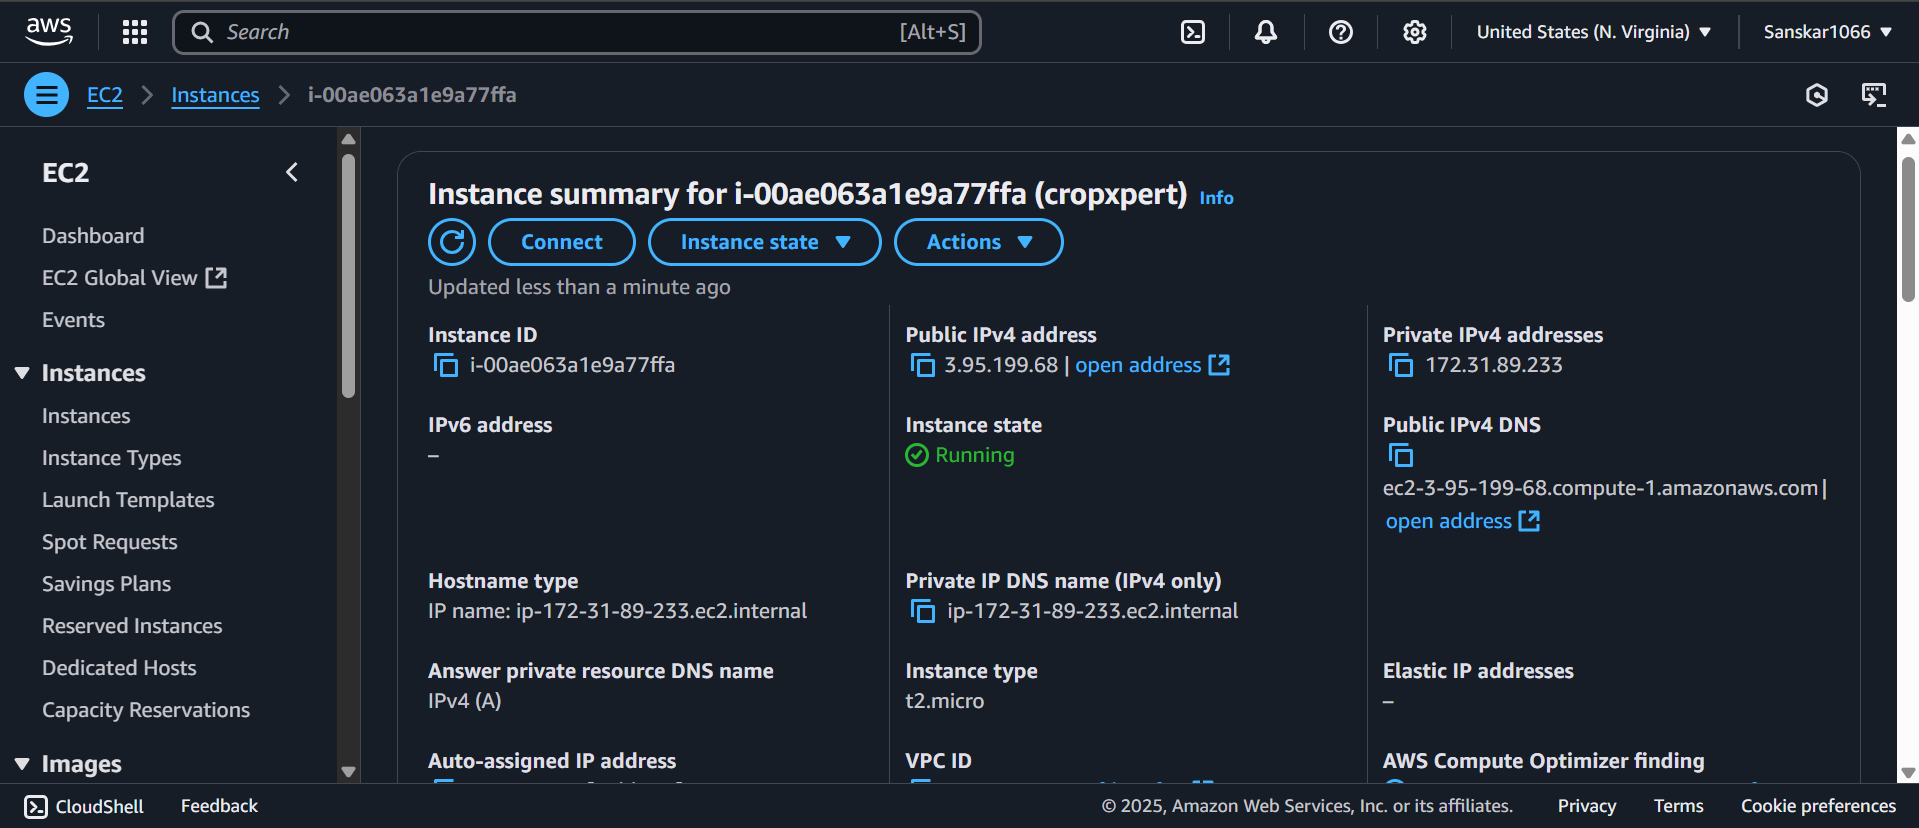 aws
Search
[Alt+S]
United States (N. Virginia)
Sanskar1066
EC2
Instances
i-00ae063a1e9a77ffa
EC2
Dashboard
EC2 Global View
Events
Instances
Instances
Instance Types
Launch Templates
Spot Requests
Savings Plans
Reserved Instances
Dedicated Hosts
Capacity Reservations
Images
Instance summary for i-00ae063a1e9a77ffa (cropxpert) Info
Connect
Instance state
Actions
Updated less than a minute ago
Instance ID
i-00ae063a1e9a77ffa
Public IPv4 address
3.95.199.68 | open address
Private IPv4 addresses
172.31.89.233
IPv6 address
–
Instance state
Running
Public IPv4 DNS
ec2-3-95-199-68.compute-1.amazonaws.com |
open address
Hostname type
IP name: ip-172-31-89-233.ec2.internal
Private IP DNS name (IPv4 only)
ip-172-31-89-233.ec2.internal
Answer private resource DNS name
IPv4 (A)
Instance type
t2.micro
Elastic IP addresses
–
Auto-assigned IP address
VPC ID
AWS Compute Optimizer finding
CloudShell
Feedback
© 2025, Amazon Web Services, Inc. or its affiliates.
Privacy
Terms
Cookie preferences